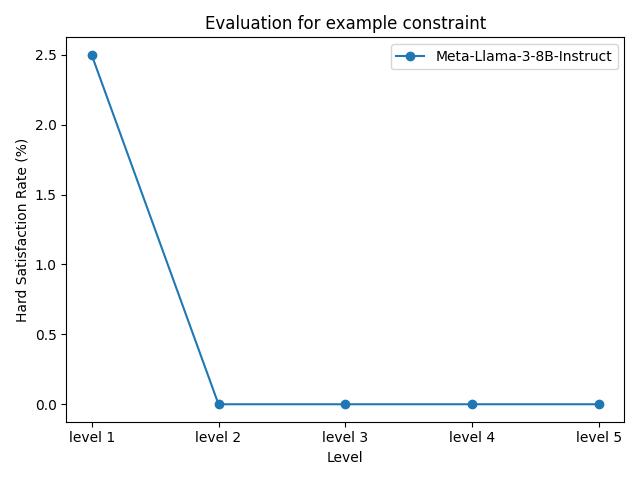 Evaluation for example constraint
Meta-Llama-3-8B-Instruct
Hard Satisfaction Rate (%)
2.5
2.0
1.5
1.0
0.5
0.0
level 1 level 2 level 3 level 4 level 5
Level